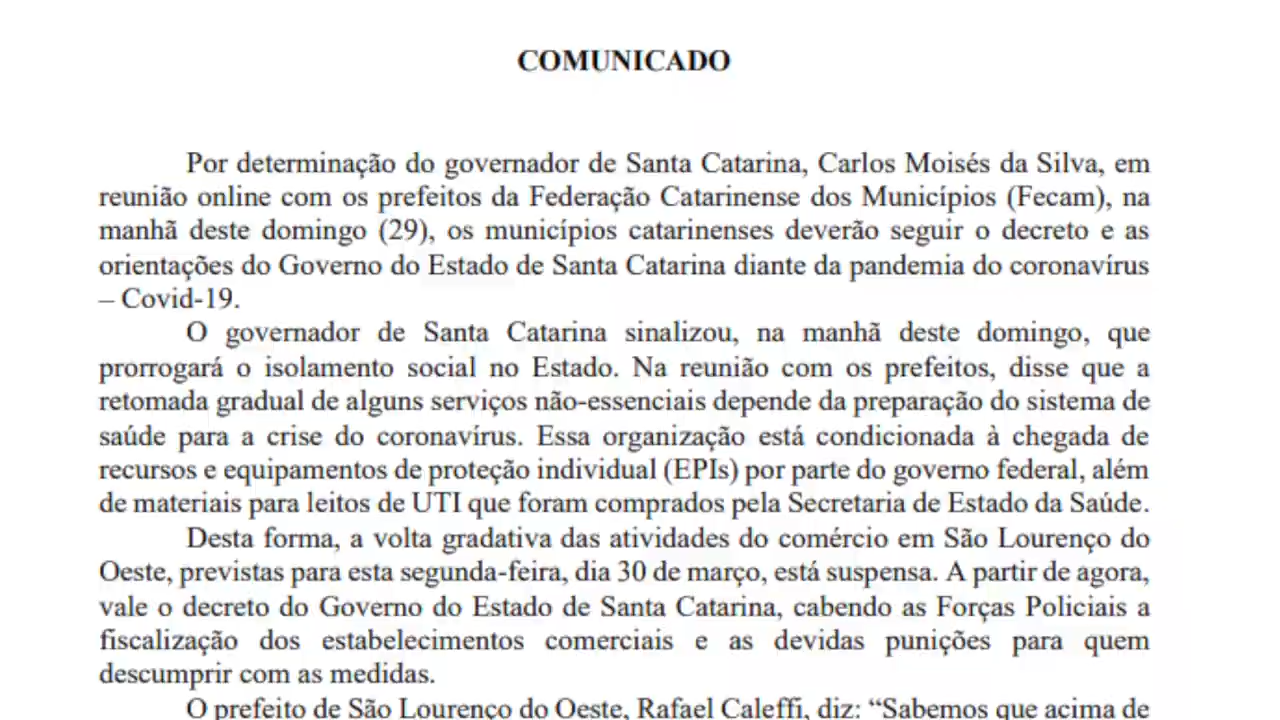 COMUNICADO
Por determinação do governador de Santa Catarina, Carlos Moisés da Silva, em
reunião online com os prefeitos da Federação Catarinense dos Municípios (Fecam), na
manhã deste domingo (29), os municípios catarinenses deverão seguir o decreto e as
orientações do Governo do Estado de Santa Catarina diante da pandemia do coronavírus
– Covid-19.
O governador de Santa Catarina sinalizou, na manhã deste domingo, que
prorrogará o isolamento social no Estado. Na reunião com os prefeitos, disse que a
retomada gradual de alguns serviços não-essenciais depende da preparação do sistema de
saúde para a crise do coronavírus. Essa organização está condicionada à chegada de
recursos e equipamentos de proteção individual (EPIs) por parte do governo federal, além
de materiais para leitos de UTI que foram comprados pela Secretaria de Estado da Saúde.
Desta forma, a volta gradativa das atividades do comércio em São Lourenço do
Oeste, previstas para esta segunda-feira, dia 30 de março, está suspensa. A partir de agora,
vale o decreto do Governo do Estado de Santa Catarina, cabendo as Forças Policiais a
fiscalização dos estabelecimentos comerciais e as devidas punições para quem
descumprir com as medidas.
O prefeito de São Lourenço do Oeste, Rafael Caleffi, diz: “Sabemos que acima de